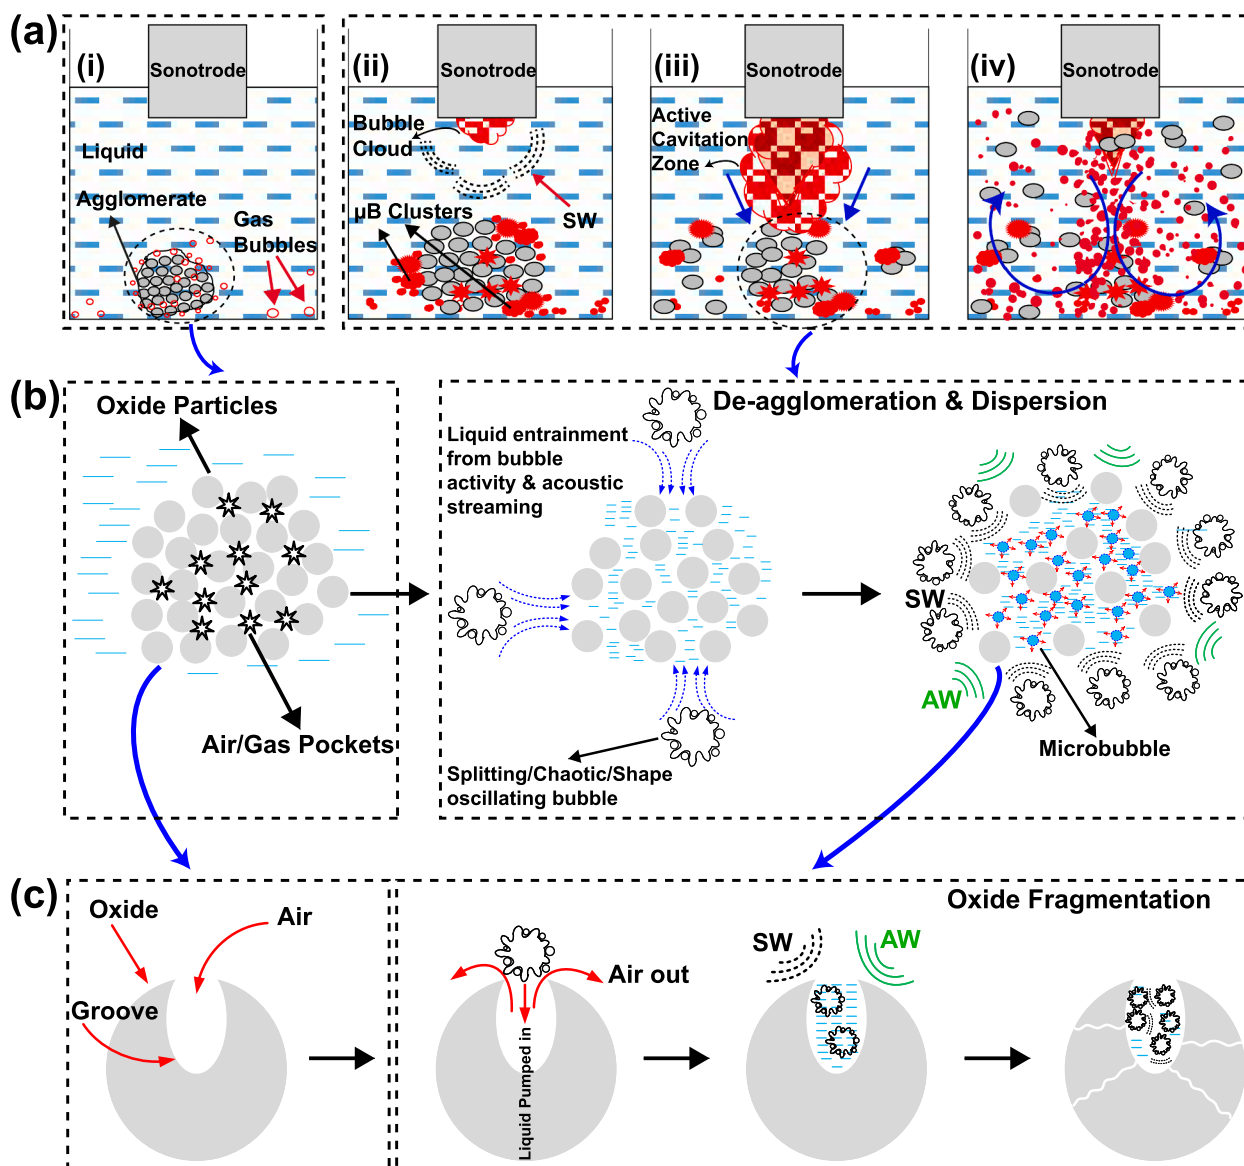 (a)
(i)
Sonotrode
Liquid
Agglomerate
Gas
Bubbles
(ii)
Sonotrode
Bubble
Cloud
SW
µB Clusters
(iii)
Sonotrode
Active
Cavitation
Zone
(iv)
Sonotrode
(b)
Oxide Particles
Air/Gas Pockets
De-agglomeration & Dispersion
Liquid entrainment
from bubble
activity & acoustic
streaming
Splitting/Chaotic/Shape
oscillating bubble
SW
AW
Microbubble
(c)
Oxide
Air
Groove
Oxide Fragmentation
Air out
Liquid Pumped in
SW
AW